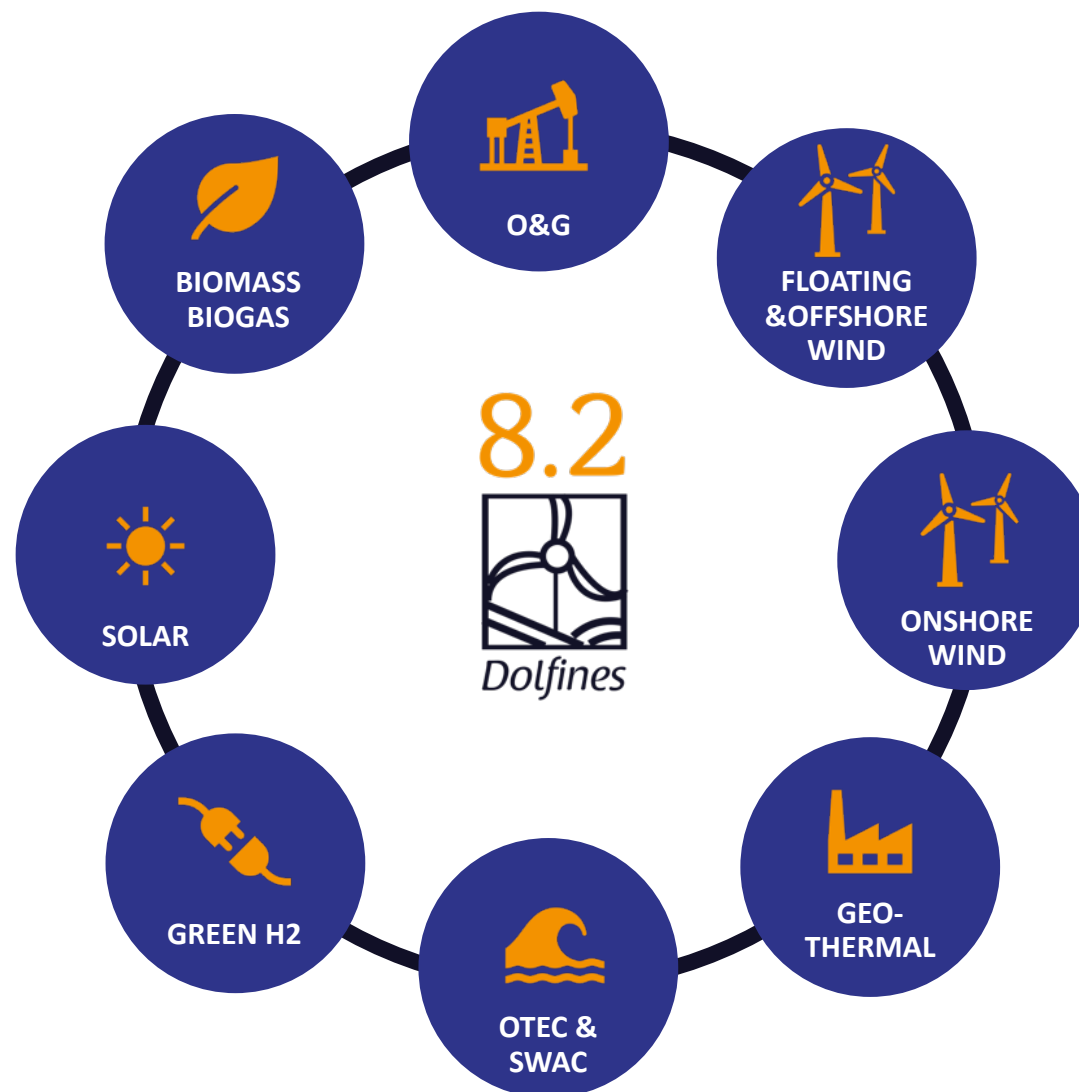 O&G
FLOATING
&OFFSHORE
WIND
ONSHORE
WIND
GEO-
THERMAL
OTEC &
SWAC
GREEN H2
SOLAR
BIOMASS
BIOGAS
8.2
Dolfines